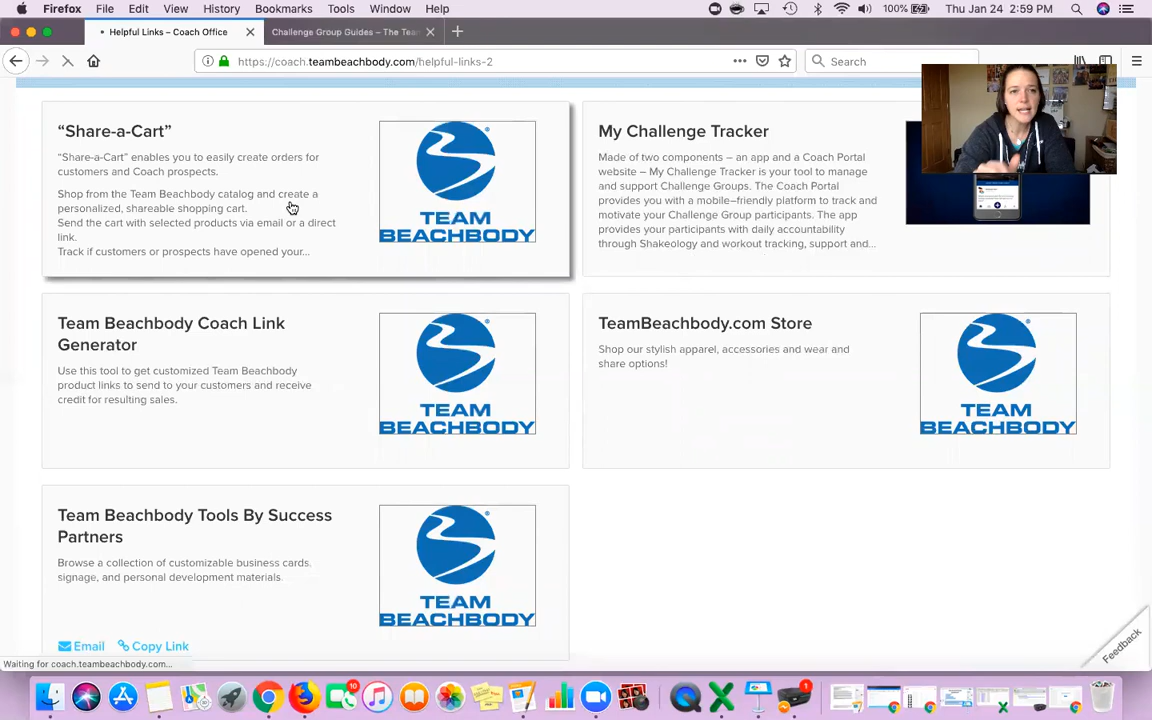 Firefox File Edit View History Bookmarks Tools Window Help 100% Thu Jan 24 2:59 PM
Helpful Links – Coach Office Challenge Group Guides – The Tea
https://coach.teambeachbody.com/helpful-links-2 Search
“Share-a-Cart”
“Share-a-Cart” enables you to easily create orders for
customers and Coach prospects.
Shop from the Team Beachbody catalog and create a
personalized, shareable shopping cart.
Send the cart with selected products via email or a direct
link.
Track if customers or prospects have opened your...
TEAM
BEACHBODY
My Challenge Tracker
Made of two components – an app and a Coach Portal
website – My Challenge Tracker is your tool to manage
and support Challenge Groups. The Coach Portal
provides you with a mobile–friendly platform to track and
motivate your Challenge Group participants. The app
provides your participants with daily accountability
through Shakeology and workout tracking, support and...
Team Beachbody Coach Link
Generator
Use this tool to get customized Team Beachbody
product links to send to your customers and receive
credit for resulting sales.
TEAM
BEACHBODY
TeamBeachbody.com Store
Shop our stylish apparel, accessories and wear and
share options!
TEAM
BEACHBODY
Team Beachbody Tools By Success
Partners
Browse a collection of customizable business cards,
signage, and personal development materials.
TEAM
BEACHBODY
Email Copy Link
Feedback
Waiting for coach.teambeachbody.com...
10
1